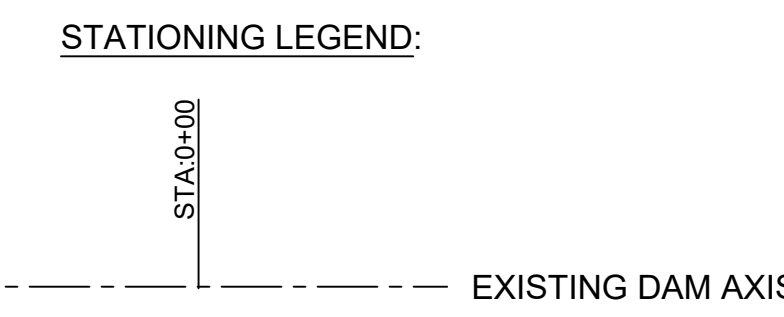 STATIONING LEGEND:
STA:0+00
EXISTING DAM AXIS